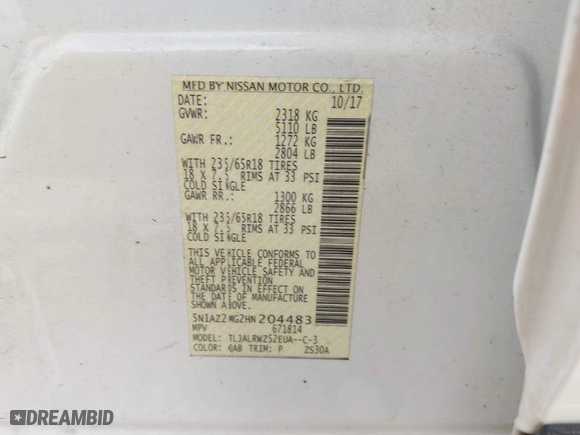 MFD BY NISSAN MOTOR CO., LTD.
DATE: 10/17
GVWR: 2318 KG
5110 LB
GAWR FR.: 1272 KG
2804 LB
WITH 235/65R18 TIRES
18 X 7.5 RIMS AT 33 PSI
COLD SINGLE
GAWR RR.: 1300 KG
2866 LB
WITH 235/65R18 TIRES
18 X 7.5 RIMS AT 33 PSI
COLD SINGLE
THIS VEHICLE CONFORMS TO
ALL APPLICABLE FEDERAL
MOTOR VEHICLE SAFETY AND
THEFT PREVENTION
STANDARDS IN EFFECT ON
THE DATE OF MANUFACTURE
SHOWN ABOVE.
5N1AZ2MG2HN204483
MPV 671814
MODEL: TLJALRWZ52EUA--C-3
COLOR: QAB TRIM: P ZS30A
DREAMBID